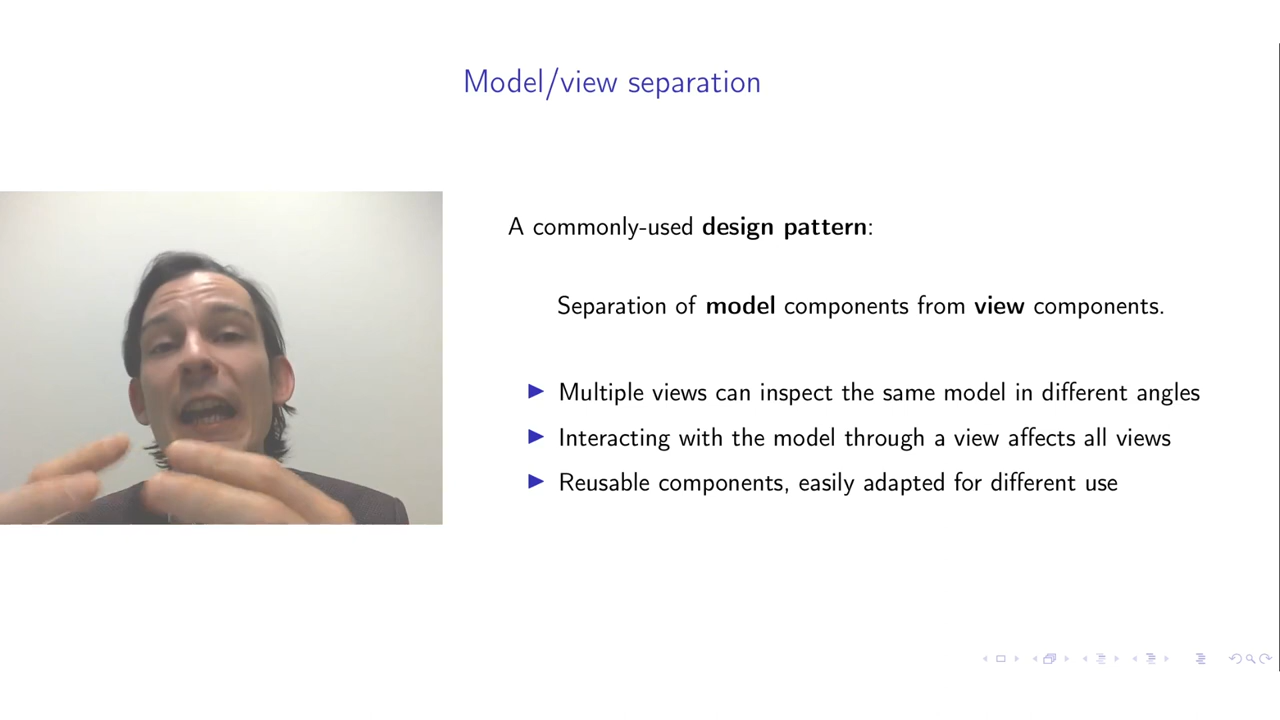 Model/view separation
A commonly-used design pattern:
Separation of model components from view components.
Multiple views can inspect the same model in different angles
Interacting with the model through a view affects all views
Reusable components, easily adapted for different use